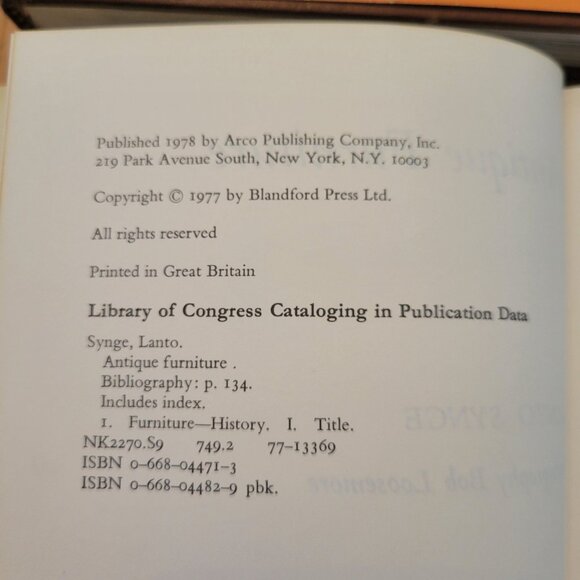 Published 1978 by Arco Publishing Company, Inc.
219 Park Avenue South, New York, N.Y. 10003
Copyright © 1977 by Blandford Press Ltd.
All rights reserved
Printed in Great Britain
Library of Congress Cataloging in Publication Data
Synge, Lanto.
Antique furniture .
Bibliography: p. 134.
Includes index.
1. Furniture—History. I. Title.
NK2270.S9 749.2 77-13369
ISBN 0-668-04471-3
ISBN 0-668-04482-9 pbk.